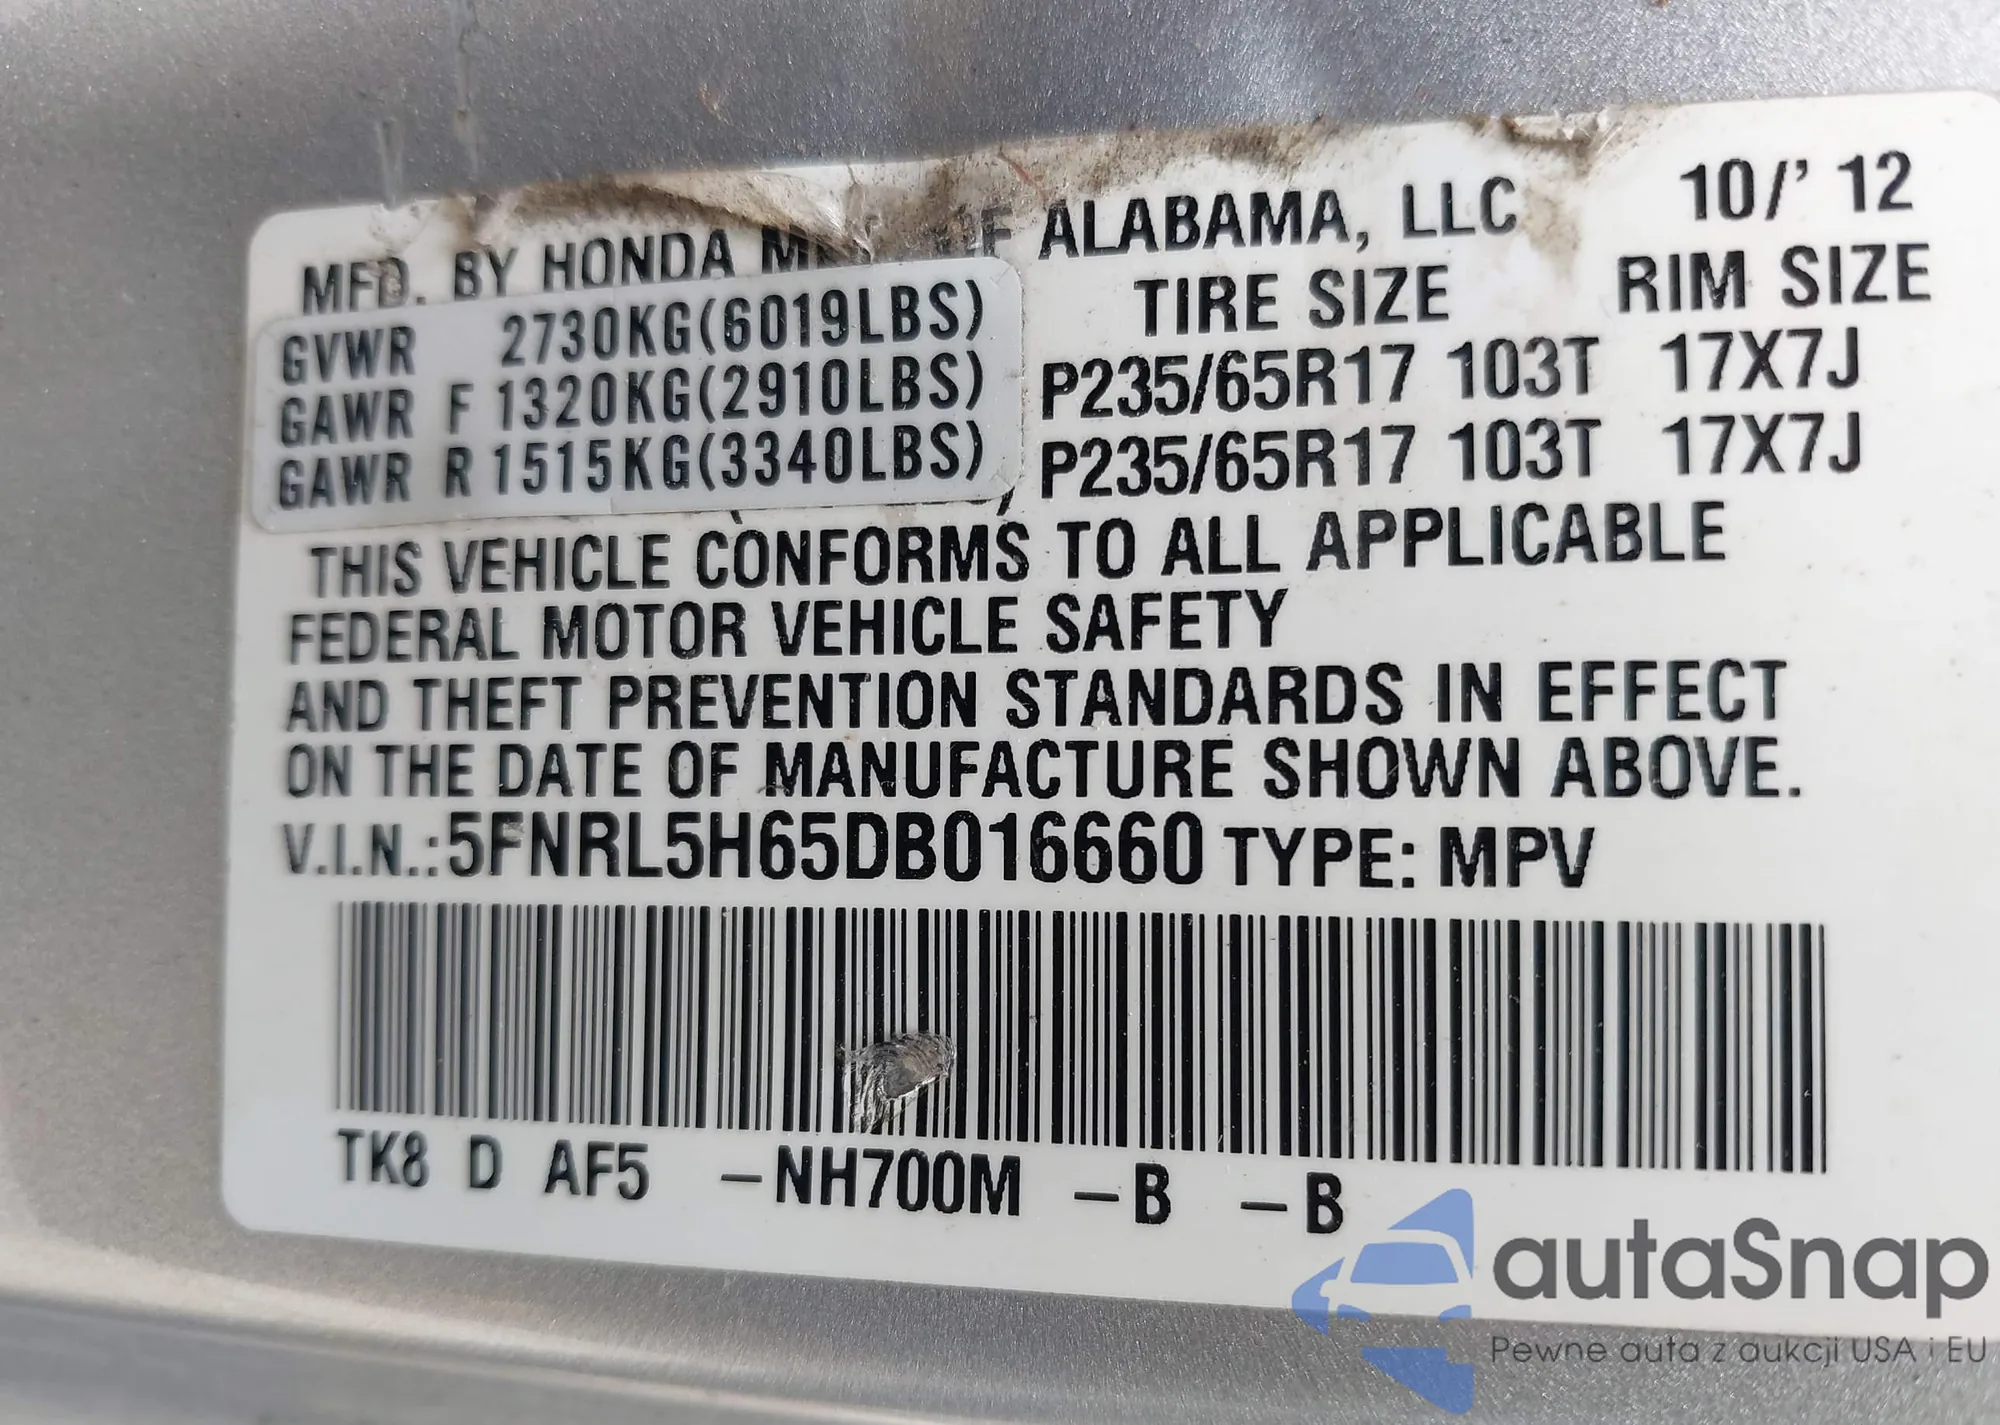 MFD. BY HONDA OF ALABAMA, LLC 10/' 12
TIRE SIZE RIM SIZE
GVWR 2730KG(6019LBS)
GAWR F 1320KG(2910LBS) P235/65R17 103T 17X7J
GAWR R 1515KG(3340LBS) P235/65R17 103T 17X7J
THIS VEHICLE CONFORMS TO ALL APPLICABLE
FEDERAL MOTOR VEHICLE SAFETY
AND THEFT PREVENTION STANDARDS IN EFFECT
ON THE DATE OF MANUFACTURE SHOWN ABOVE.
V.I.N.:5FNRL5H65DB016660 TYPE: MPV
TK8 D AF5 -NH700M -B -B
autaSnap
Pewne auta z aukcji USA i EU